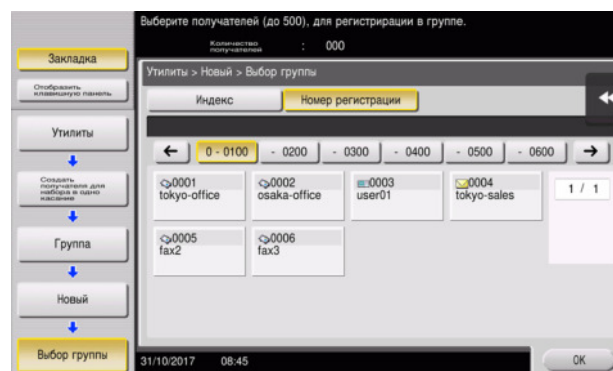 Выберите получателей (до 500), для регистрирации в группе.
Количество получателей : 000
Закладка
Отобразить
клавишную панель
Утилиты > Новый > Выбор группы
Индекс
Номер регистрации
Утилиты
← 0 - 0100 - 0200 - 0300 - 0400 - 0500 - 0600 →
Создать
получателя для
набора в одно
касание
0001
tokyo-office
0002
osaka-office
0003
user01
0004
tokyo-sales
1 / 1
Группа
0005
fax2
0006
fax3
Новый
Выбор группы
31/10/2017 08:45
OK